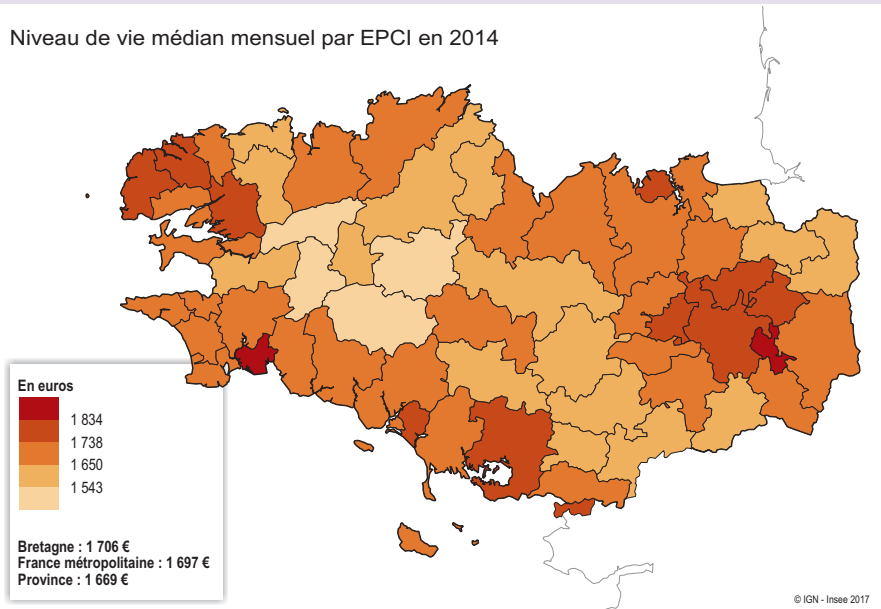 Niveau de vie médian mensuel par EPCI en 2014
En euros
1 834
1 738
1 650
1 543
Bretagne : 1 706 €
France métropolitaine : 1 697 €
Province : 1 669 €
© IGN - Insee 2017